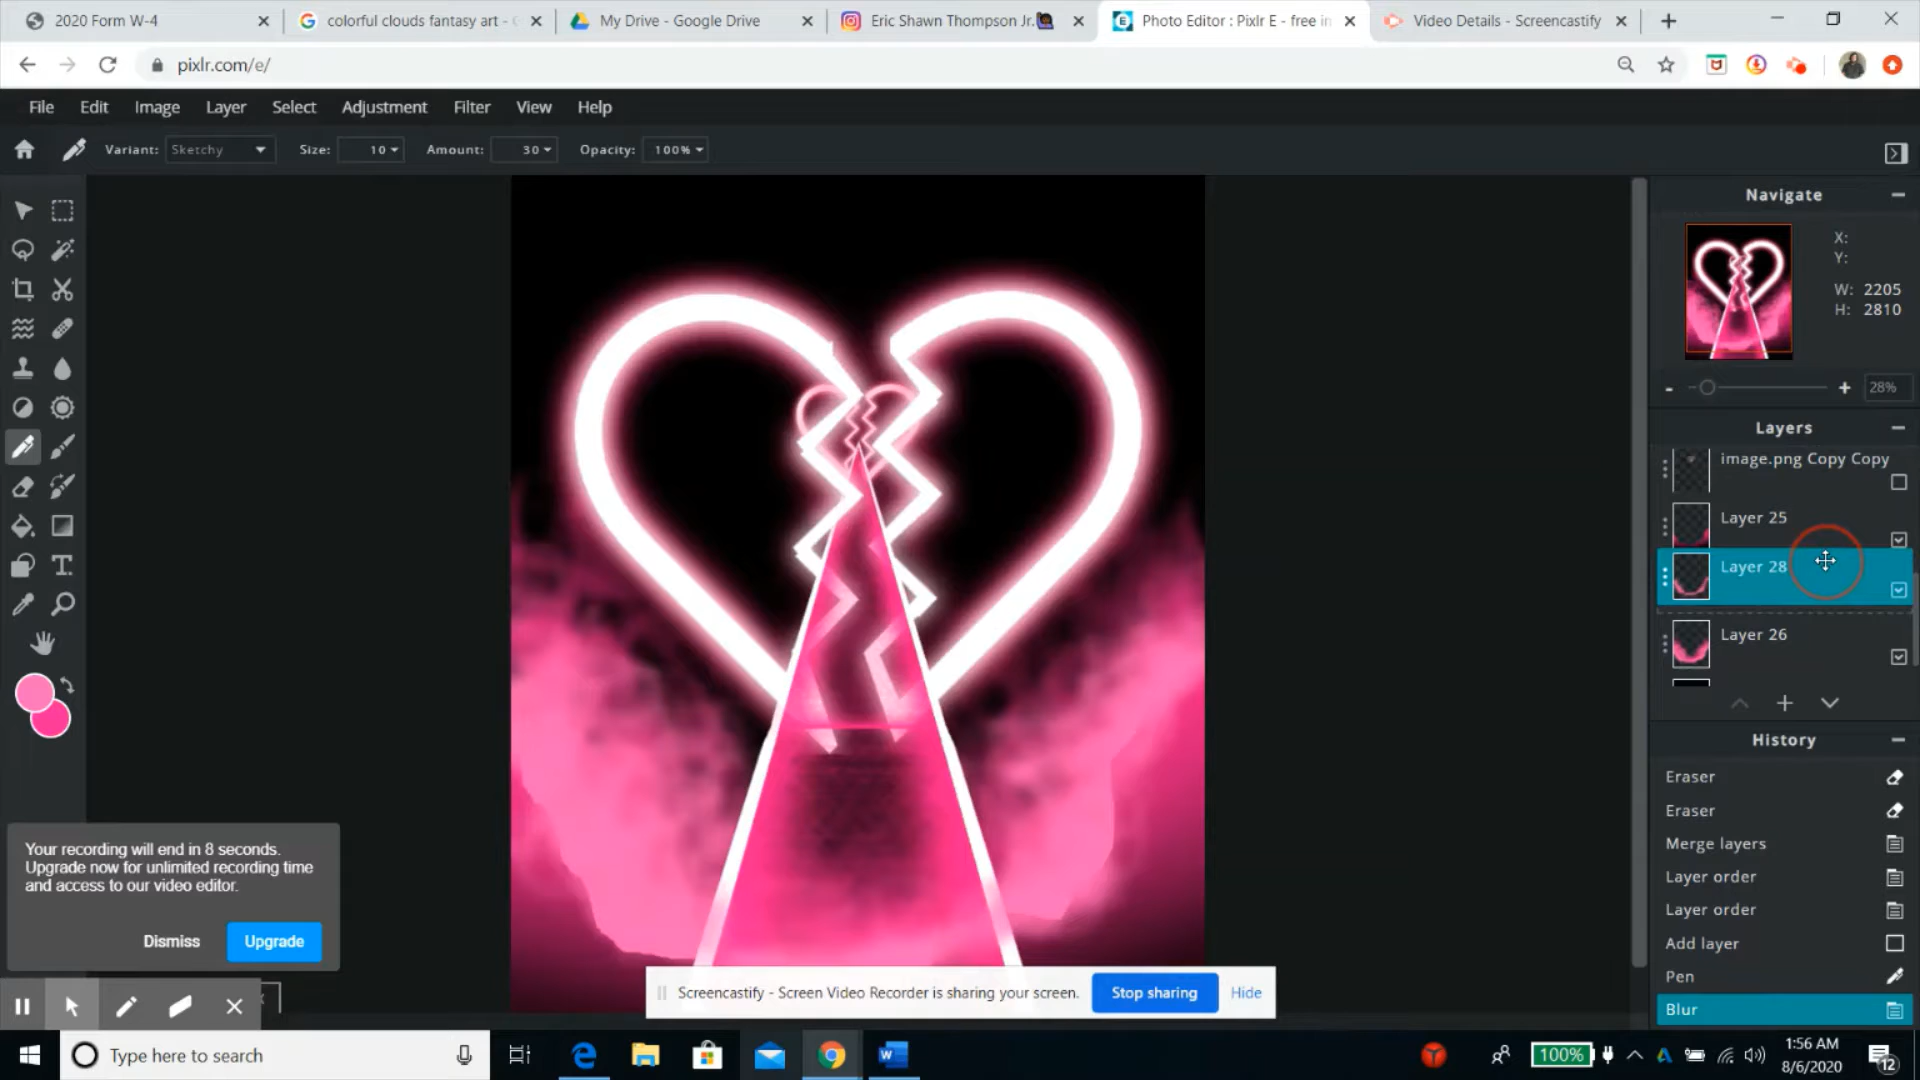 2020 Form W-4
colorful clouds fantasy art -
My Drive - Google Drive
Eric Shawn Thompson Jr.
Photo Editor : Pixlr E - free in
Video Details - Screencastify
pixlr.com/e/
File Edit Image Layer Select Adjustment Filter View Help
Variant: Sketchy Size: 10 Amount: 30 Opacity: 100%
Navigate
X:
Y:
W: 2205
H: 2810
- + 28%
Layers
image.png Copy Copy
Layer 25
Layer 28
Layer 26
History
Eraser
Eraser
Merge layers
Layer order
Layer order
Add layer
Pen
Blur
Your recording will end in 8 seconds.
Upgrade now for unlimited recording time
and access to our video editor.
Dismiss Upgrade
Screencastify - Screen Video Recorder is sharing your screen. Stop sharing Hide
Type here to search
100%
1:56 AM
8/6/2020
12